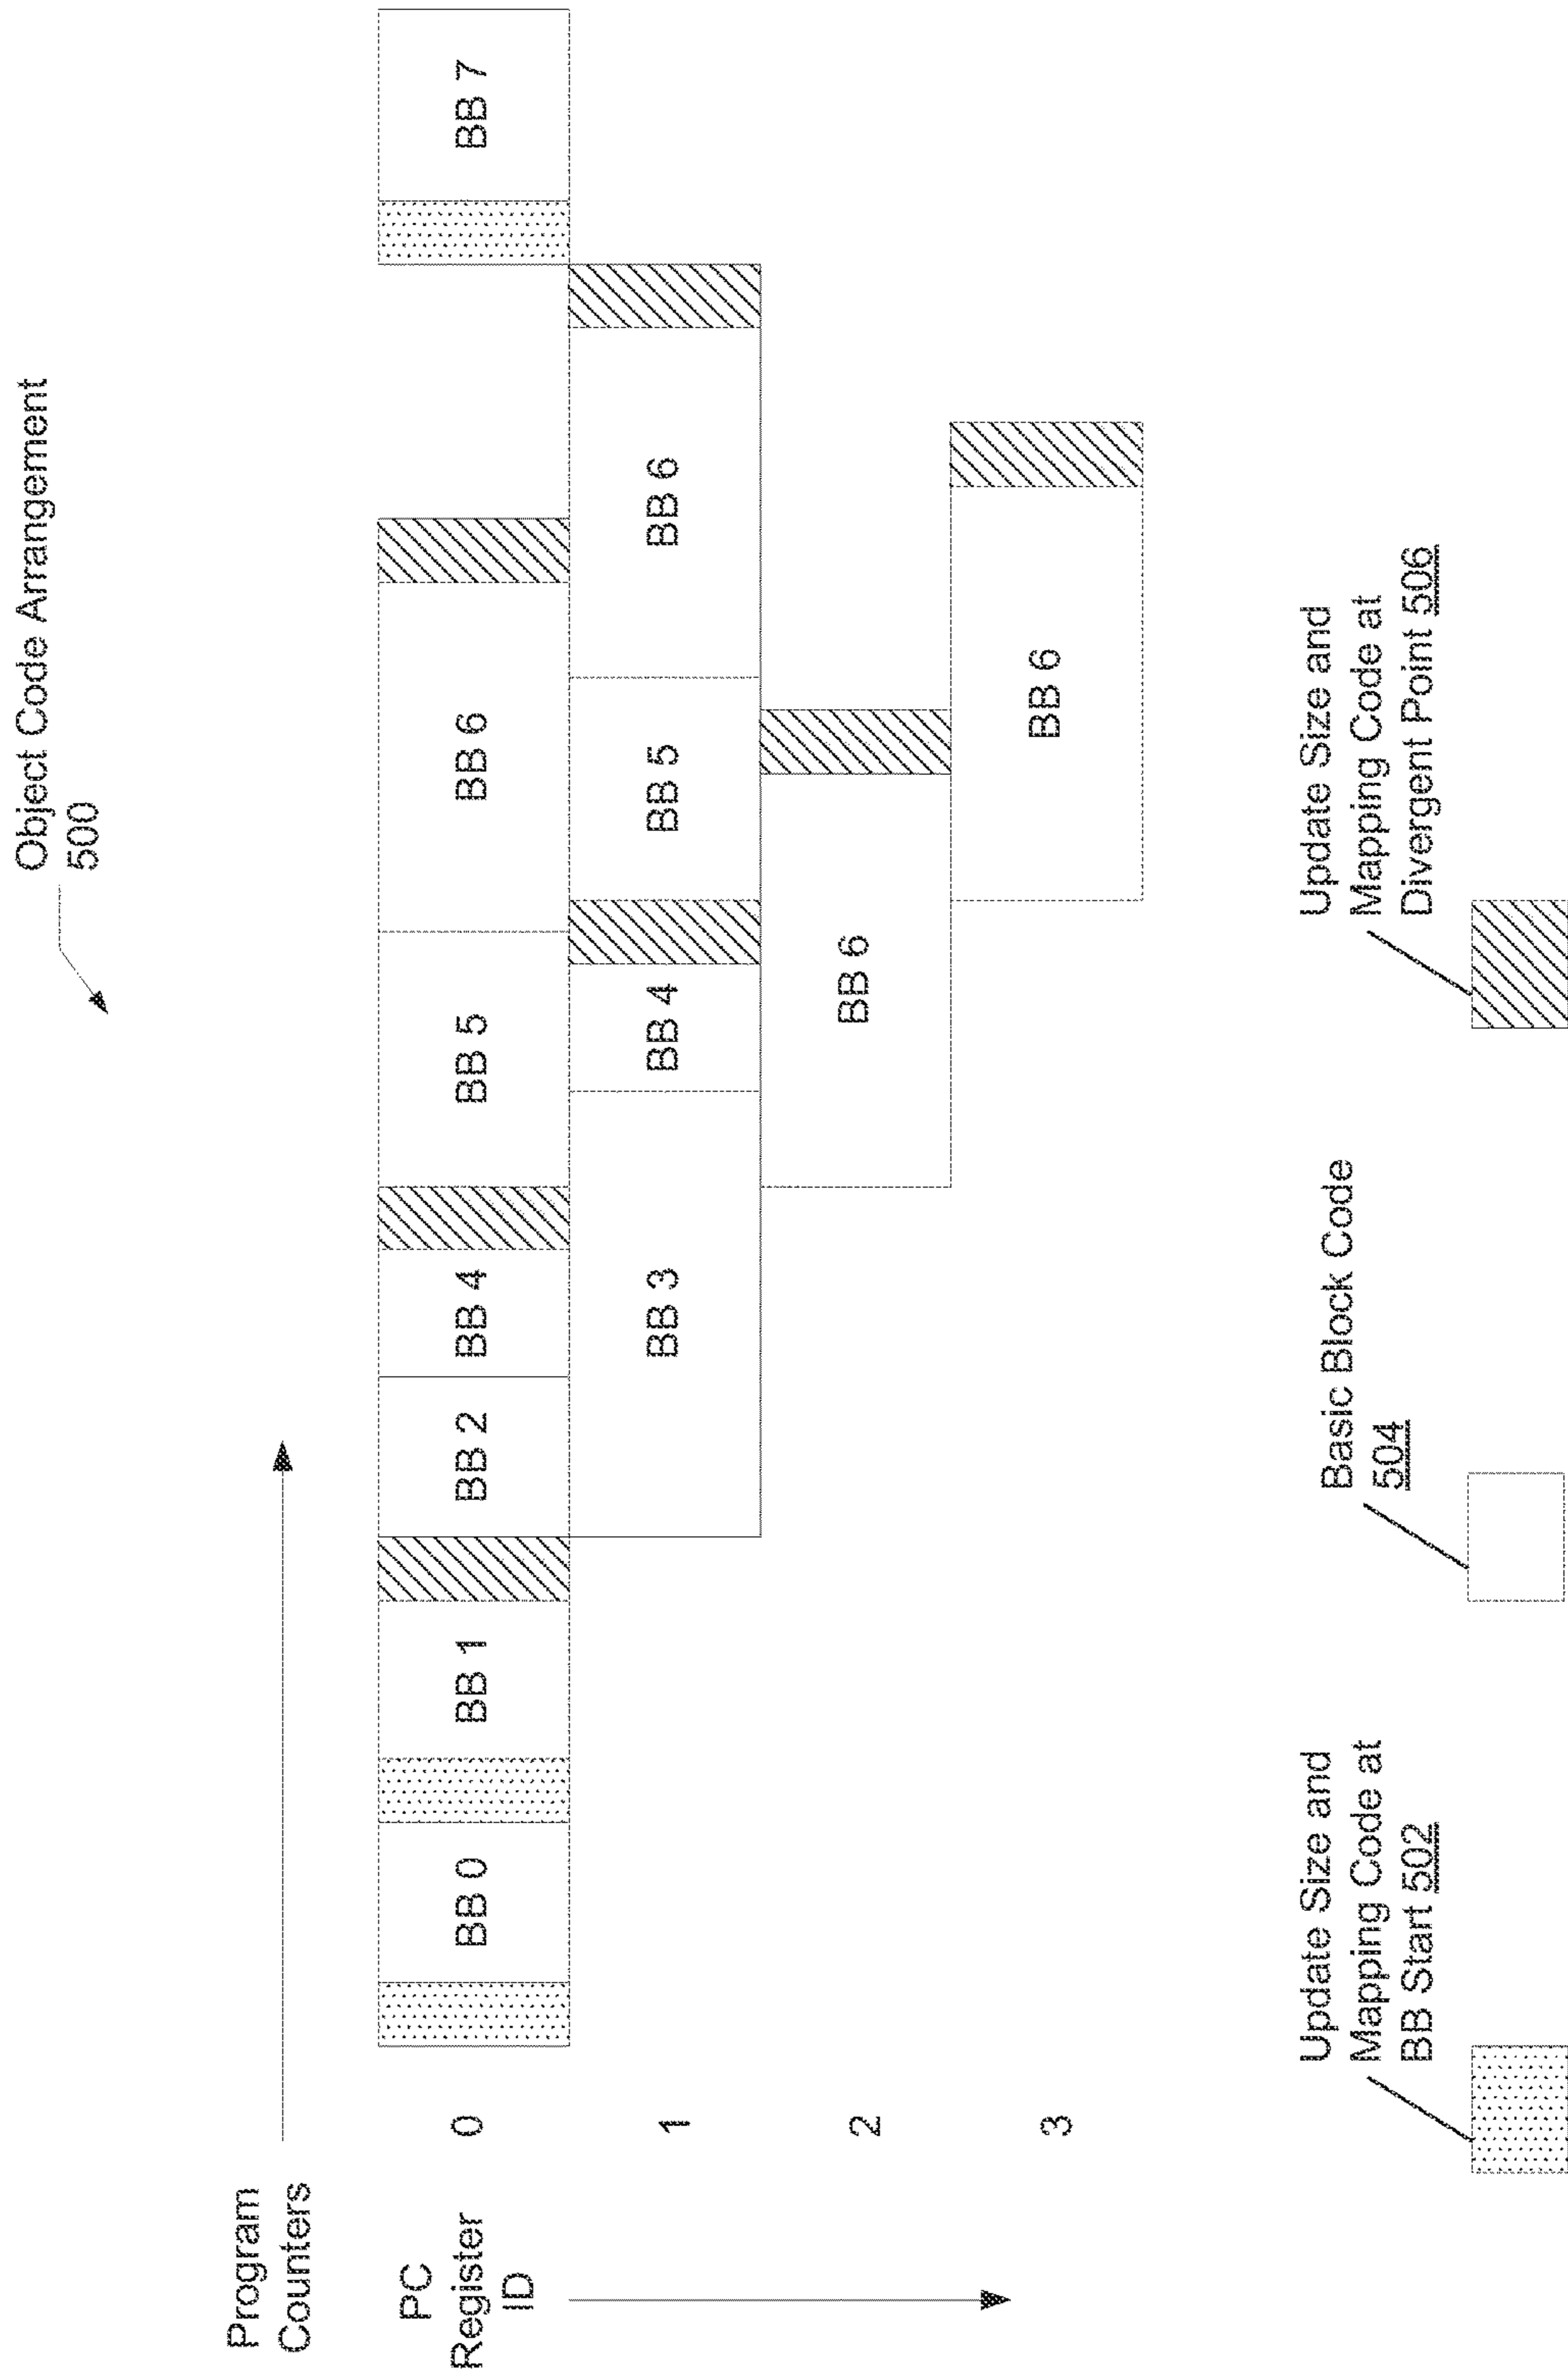 Object Code Arrangement
500
Program
Counters
PC
Register
ID
0
BB 0
BB 1
BB 2
BB 4
BB 5
BB 6
BB 7
1
BB 3
BB 4
BB 5
BB 6
2
BB 6
3
BB 6
Update Size and
Mapping Code at
BB Start 502
Basic Block Code
504
Update Size and
Mapping Code at
Divergent Point 506